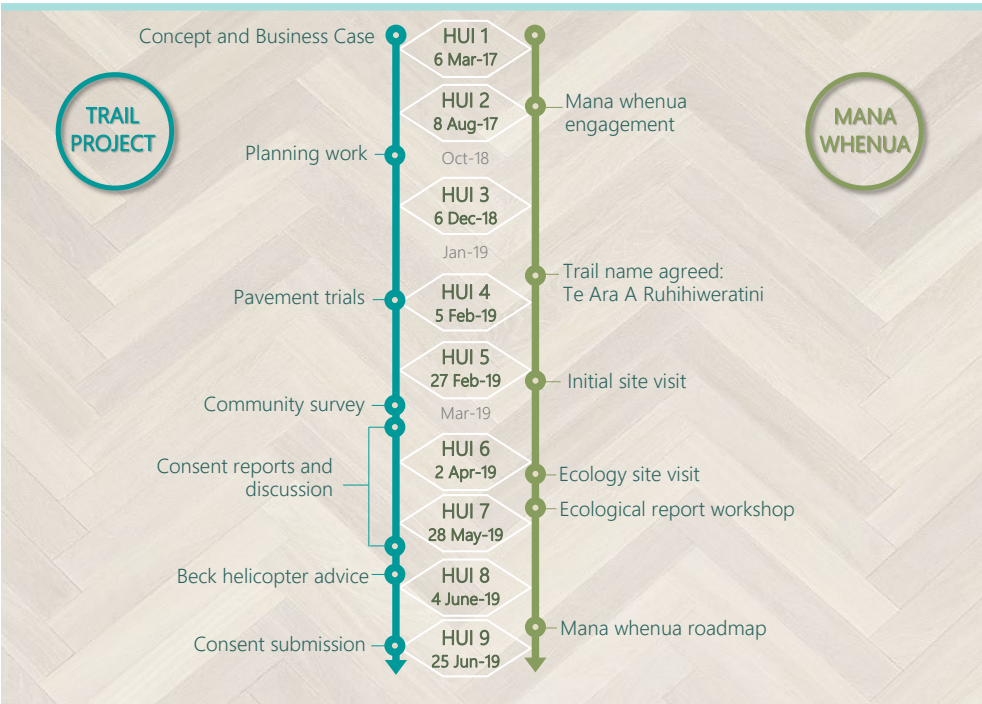 Concept and Business Case
HUI 1
6 Mar-17
TRAIL
PROJECT
HUI 2
8 Aug-17
Mana whenua
engagement
MANA
WHENUA
Planning work
Oct-18
HUI 3
6 Dec-18
Jan-19
Trail name agreed:
Te Ara A Ruhihiweratini
Pavement trials
HUI 4
5 Feb-19
HUI 5
27 Feb-19
Initial site visit
Community survey
Mar-19
Consent reports and
discussion
HUI 6
2 Apr-19
Ecology site visit
HUI 7
28 May-19
Ecological report workshop
Beck helicopter advice
HUI 8
4 June-19
Consent submission
HUI 9
25 Jun-19
Mana whenua roadmap